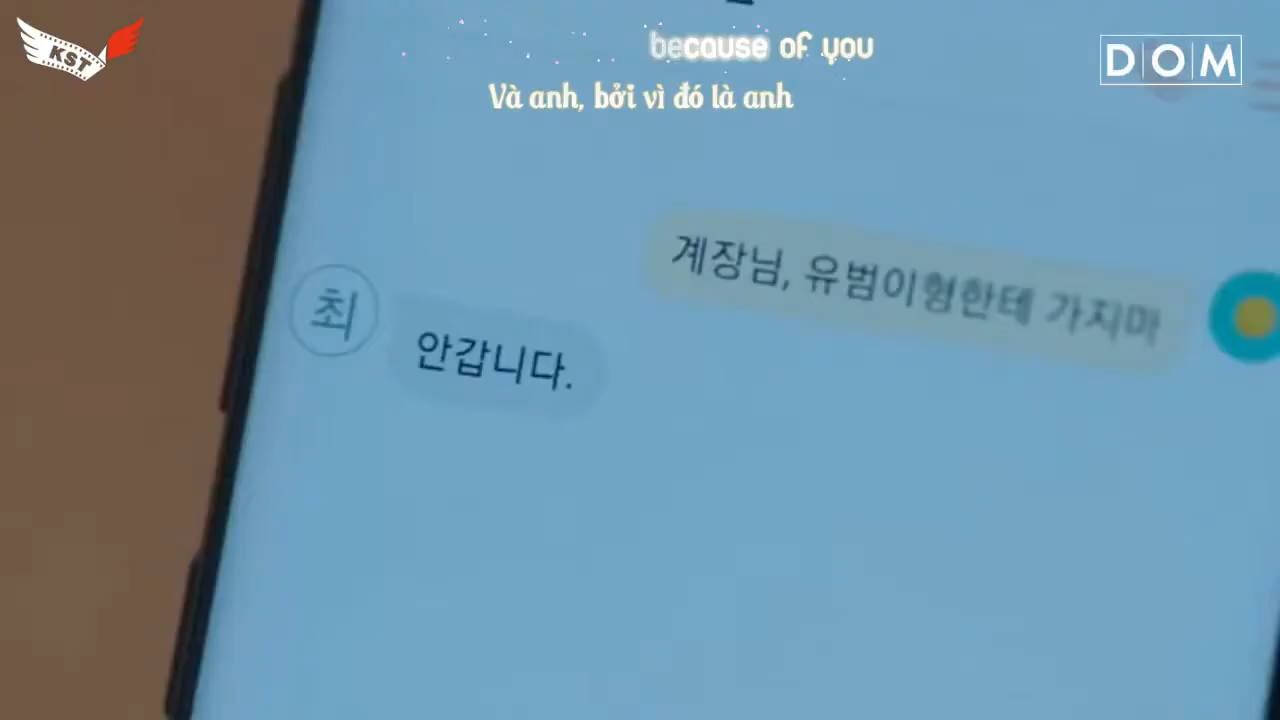 KST
because of you
DOM
Và anh, bởi vì đó là anh
계장님, 유범이형한테 가지마
최
안갑니다.